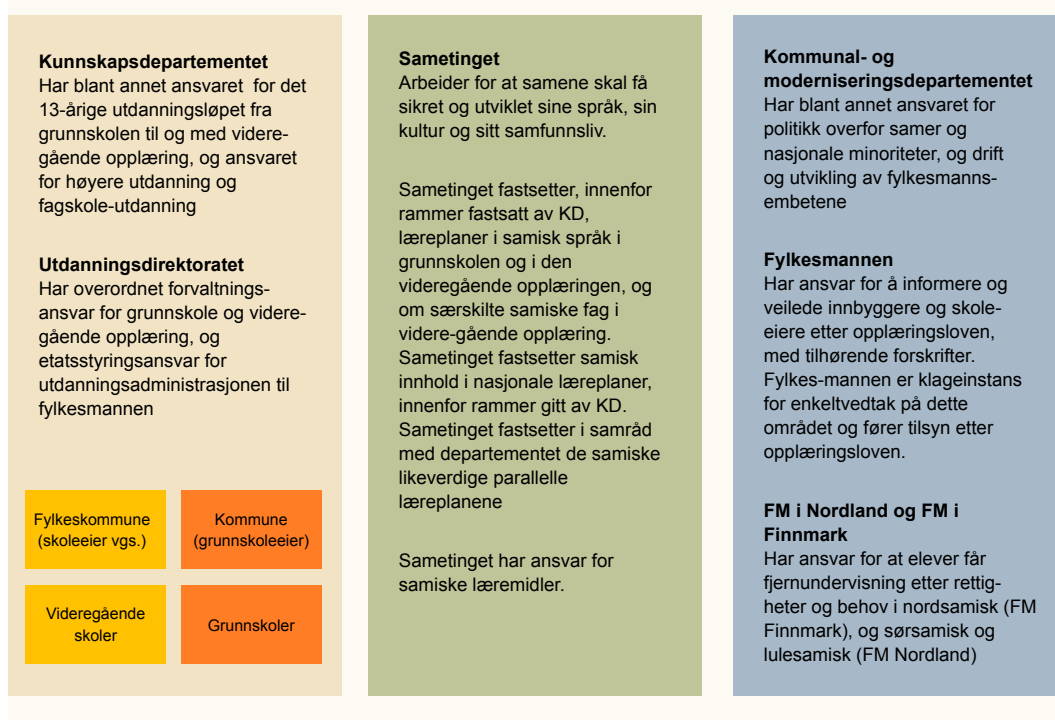 Kunnskapsdepartementet
Har blant annet ansvaret  for det
13-årige utdanningsløpet fra
grunnskolen til og med videre-
gående opplæring, og ansvaret
for høyere utdanning og
fagskole-utdanning
Utdanningsdirektoratet
Har overordnet forvaltnings-
ansvar for grunnskole og videre-
gående opplæring, og
etatsstyringsansvar for
utdanningsadministrasjonen til
fylkesmannen
Fylkeskommune
(skoleeier vgs.)
Kommune
(grunnskoleeier)
Videregående
skoler
Grunnskoler
Sametinget
Arbeider for at samene skal få
sikret og utviklet sine språk, sin
kultur og sitt samfunnsliv.
Sametinget fastsetter, innenfor
rammer fastsatt av KD,
læreplaner i samisk språk i
grunnskolen og i den
videregående opplæringen, og
om særskilte samiske fag i
videre-gående opplæring.
Sametinget fastsetter samisk
innhold i nasjonale læreplaner,
innenfor rammer gitt av KD.
Sametinget fastsetter i samråd
med departementet de samiske
likeverdige parallelle
læreplanene
Sametinget har ansvar for
samiske læremidler.
Kommunal- og
moderniseringsdepartementet
Har blant annet ansvaret for
politikk overfor samer og
nasjonale minoriteter, og drift
og utvikling av fylkesmanns-
embetene
Fylkesmannen
Har ansvar for å informere og
veilede innbyggere og skole-
eiere etter opplæringsloven,
med tilhørende forskrifter.
Fylkes-mannen er klageinstans
for enkeltvedtak på dette
området og fører tilsyn etter
opplæringsloven.
FM i Nordland og FM i
Finnmark
Har ansvar for at elever får
fjernundervisning etter rettig-
heter og behov i nordsamisk (FM
Finnmark), og sørsamisk og
lulesamisk (FM Nordland)